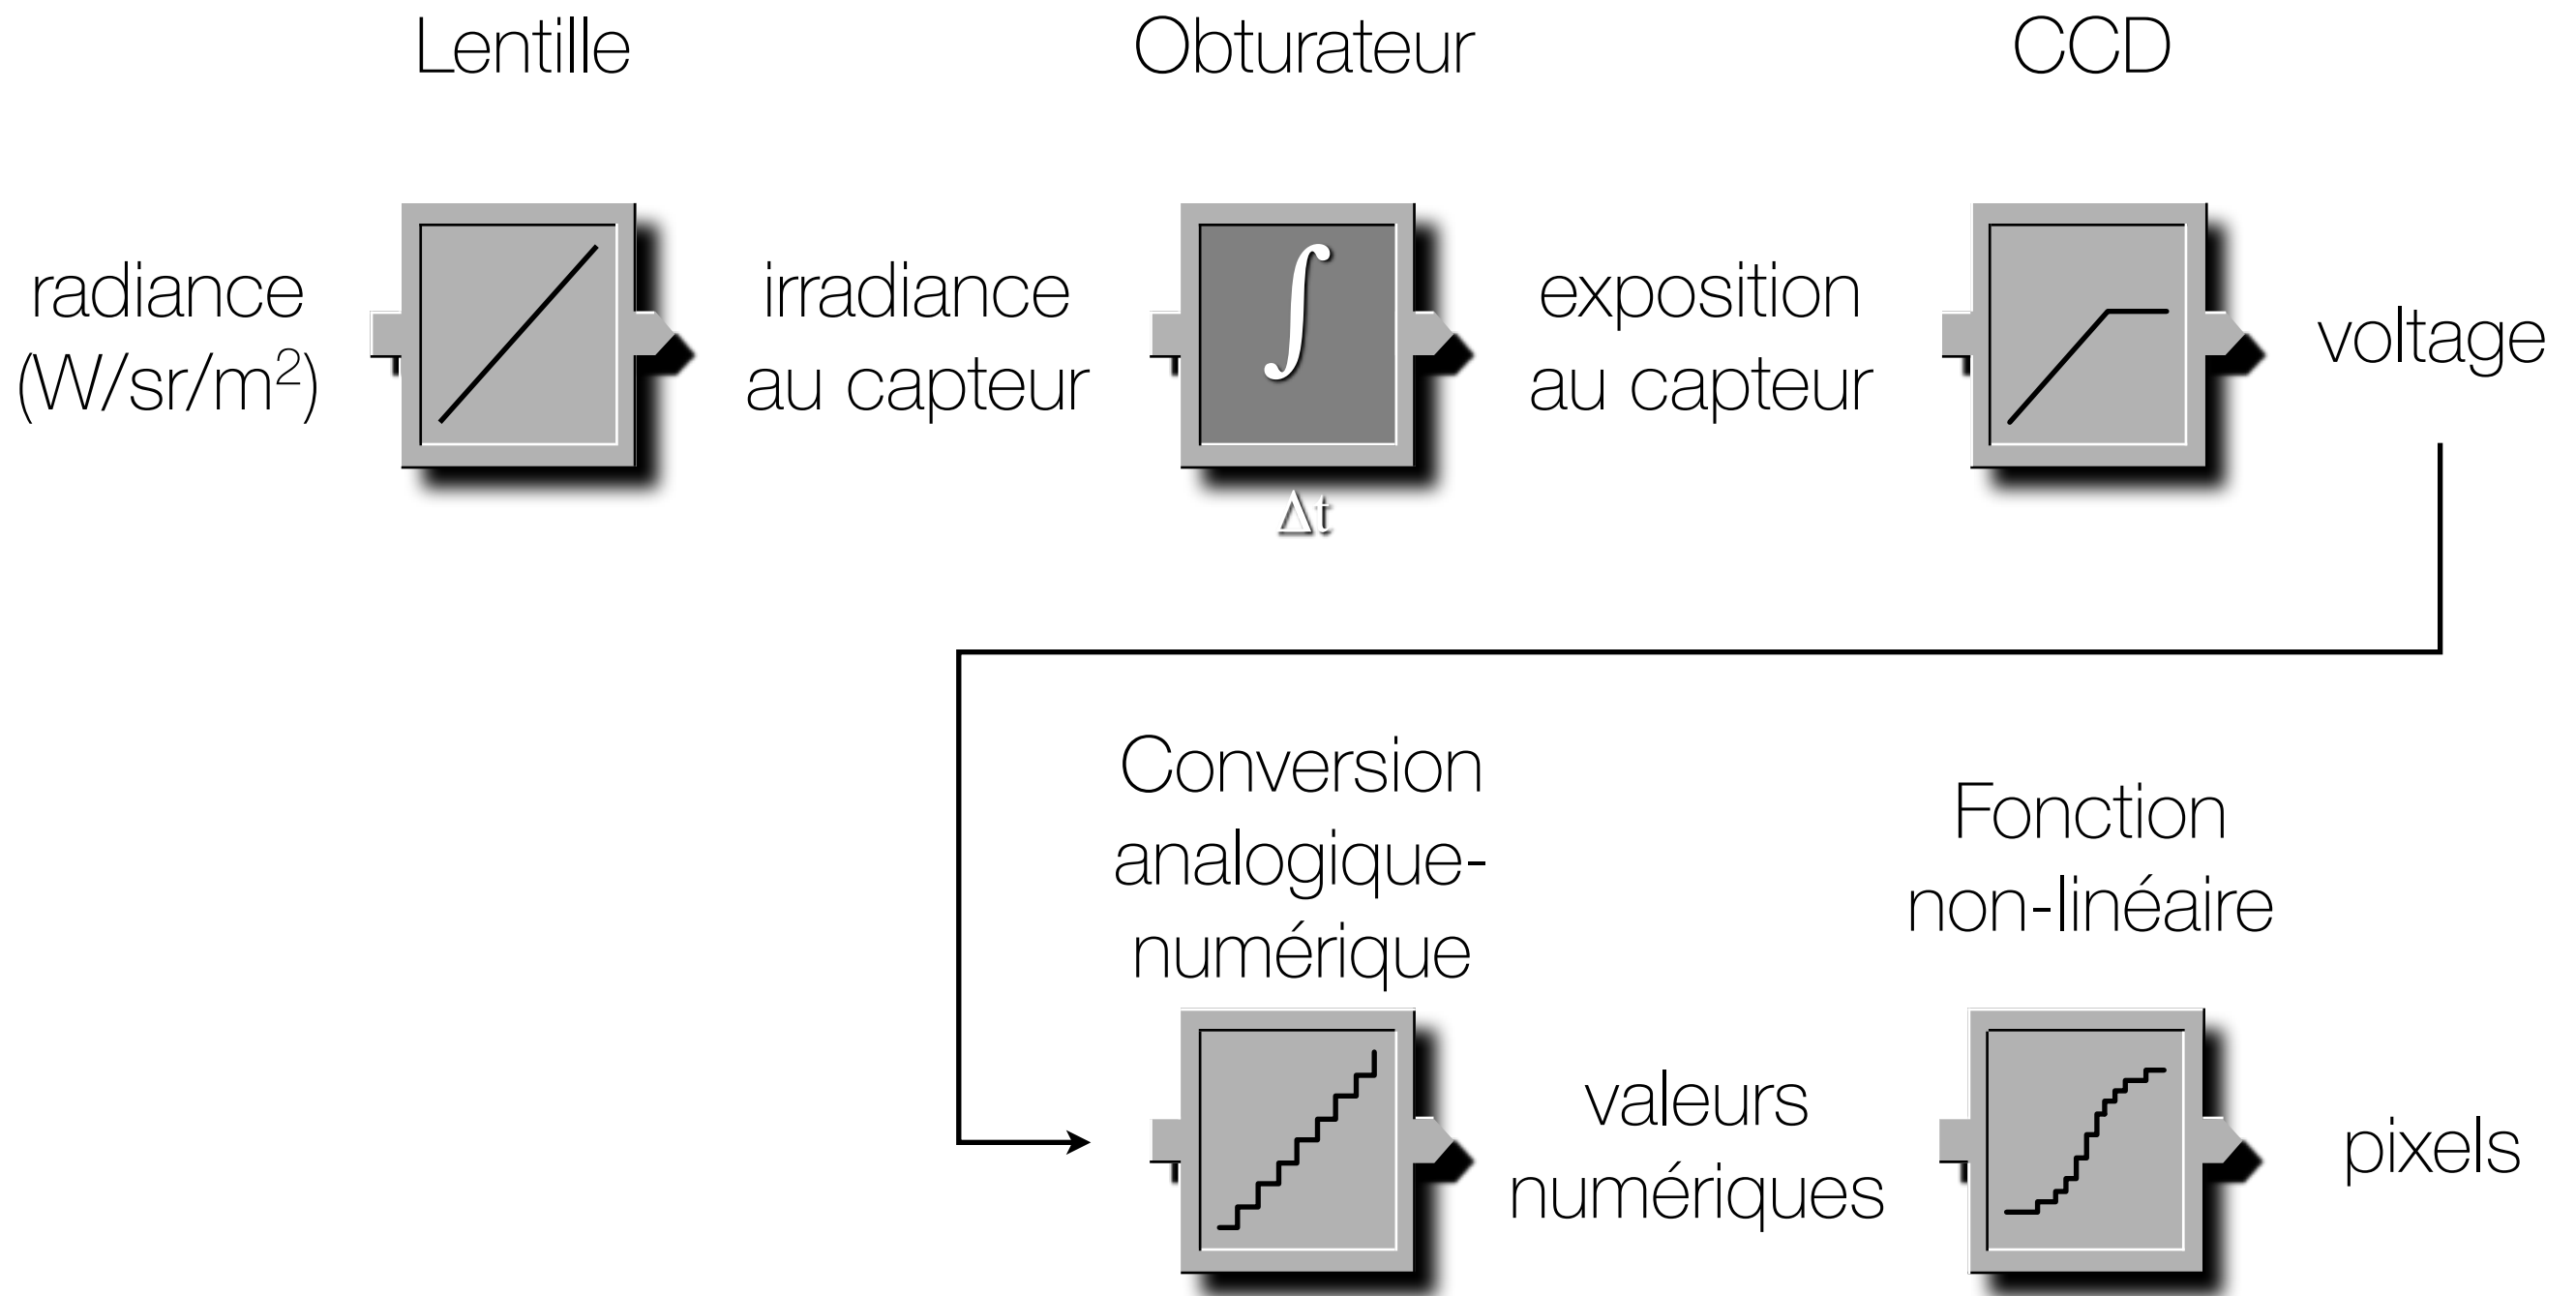 Lentille
Obturateur
CCD
radiance
(W/sr/m²)
irradiance
au capteur
∫
Δt
exposition
au capteur
voltage
Conversion
analogique-
numérique
Fonction
non-linéaire
valeurs
numériques
pixels